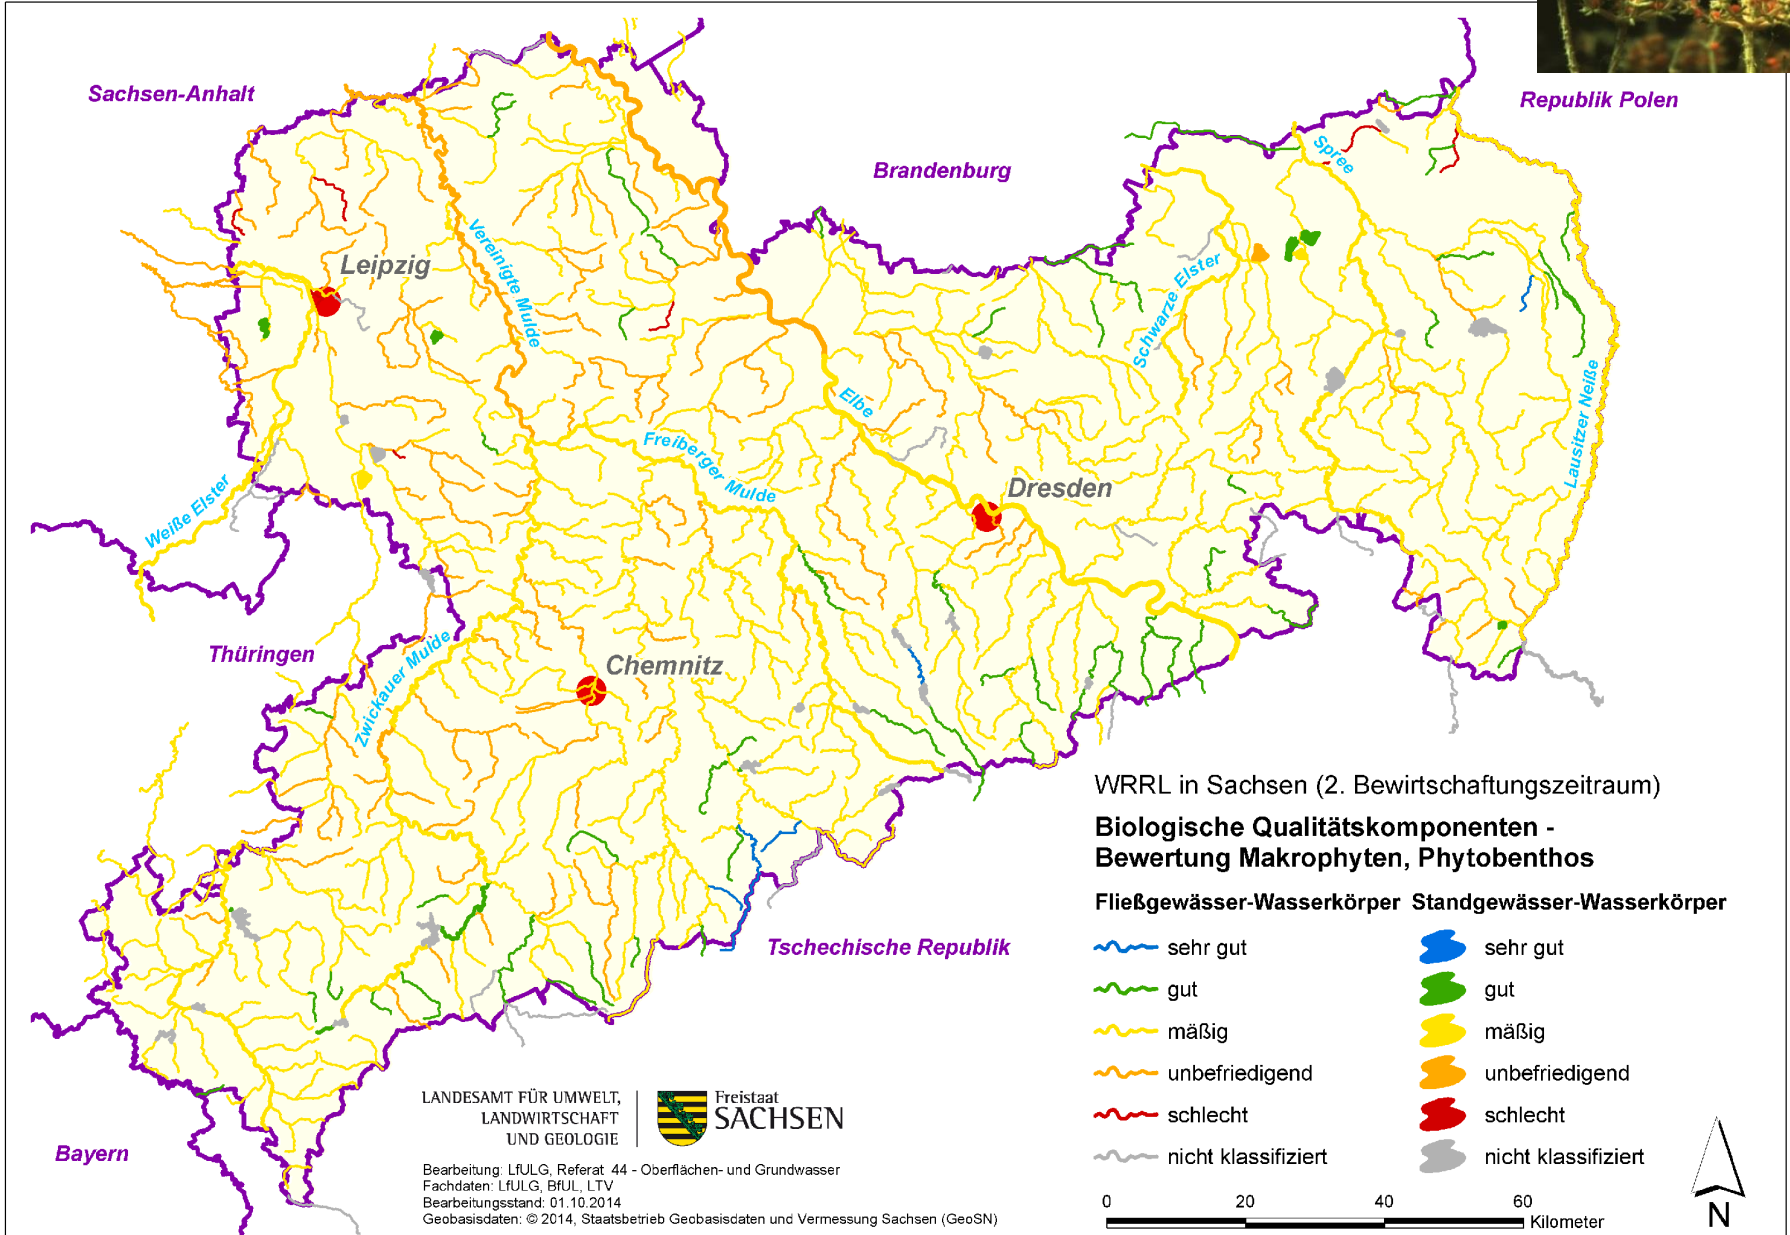 Sachsen-Anhalt
Republik Polen
Brandenburg
Spree
Leipzig
Vereinigte Mulde
Schwarze Elster
Elbe
Lausitzer Neiße
Freiberger Mulde
Dresden
Weiße Elster
Thüringen
Zwickauer Mulde
Chemnitz
Tschechische Republik
Bayern
WRRL in Sachsen (2. Bewirtschaftungszeitraum)
Biologische Qualitätskomponenten -
Bewertung Makrophyten, Phytobenthos
Fließgewässer-Wasserkörper Standgewässer-Wasserkörper
sehr gut sehr gut
gut gut
mäßig mäßig
unbefriedigend unbefriedigend
schlecht schlecht
nicht klassifiziert nicht klassifiziert
0 20 40 60
Kilometer
N
LANDESAMT FÜR UMWELT,
LANDWIRTSCHAFT
UND GEOLOGIE
Freistaat
SACHSEN
Bearbeitung: LfULG, Referat 44 - Oberflächen- und Grundwasser
Fachdaten: LfULG, BfUL, LTV
Bearbeitungsstand: 01.10.2014
Geobasisdaten: © 2014, Staatsbetrieb Geobasisdaten und Vermessung Sachsen (GeoSN)